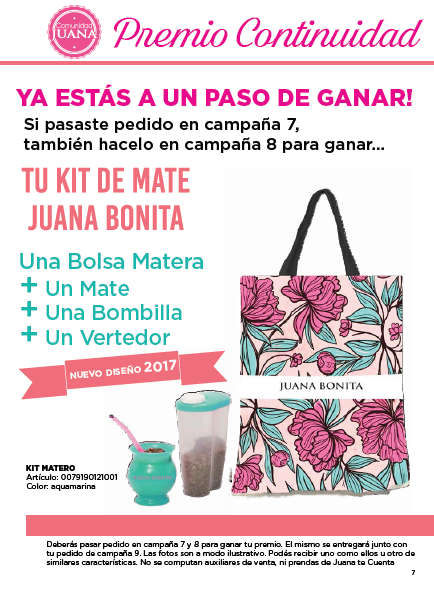 Comunidad
JUANA
Premio Continuidad
YA ESTÁS A UN PASO DE GANAR!
Si pasaste pedido en campaña 7,
también hacelo en campaña 8 para ganar...
TU KIT DE MATE
JUANA BONITA
Una Bolsa Matera
+ Un Mate
+ Una Bombilla
+ Un Vertedor
NUEVO DISEÑO 2017
JUANA BONITA
KIT MATERO
Artículo: 0079190121001
Color: aquamarina
Deberás pasar pedido en campaña 7 y 8 para ganar tu premio. El mismo se entregará junto con
tu pedido de campaña 9. Las fotos son a modo ilustrativo. Podés recibir uno como ellos u otro de
similares características. No se computan auxiliares de venta, ni prendas de Juana te Cuenta
7